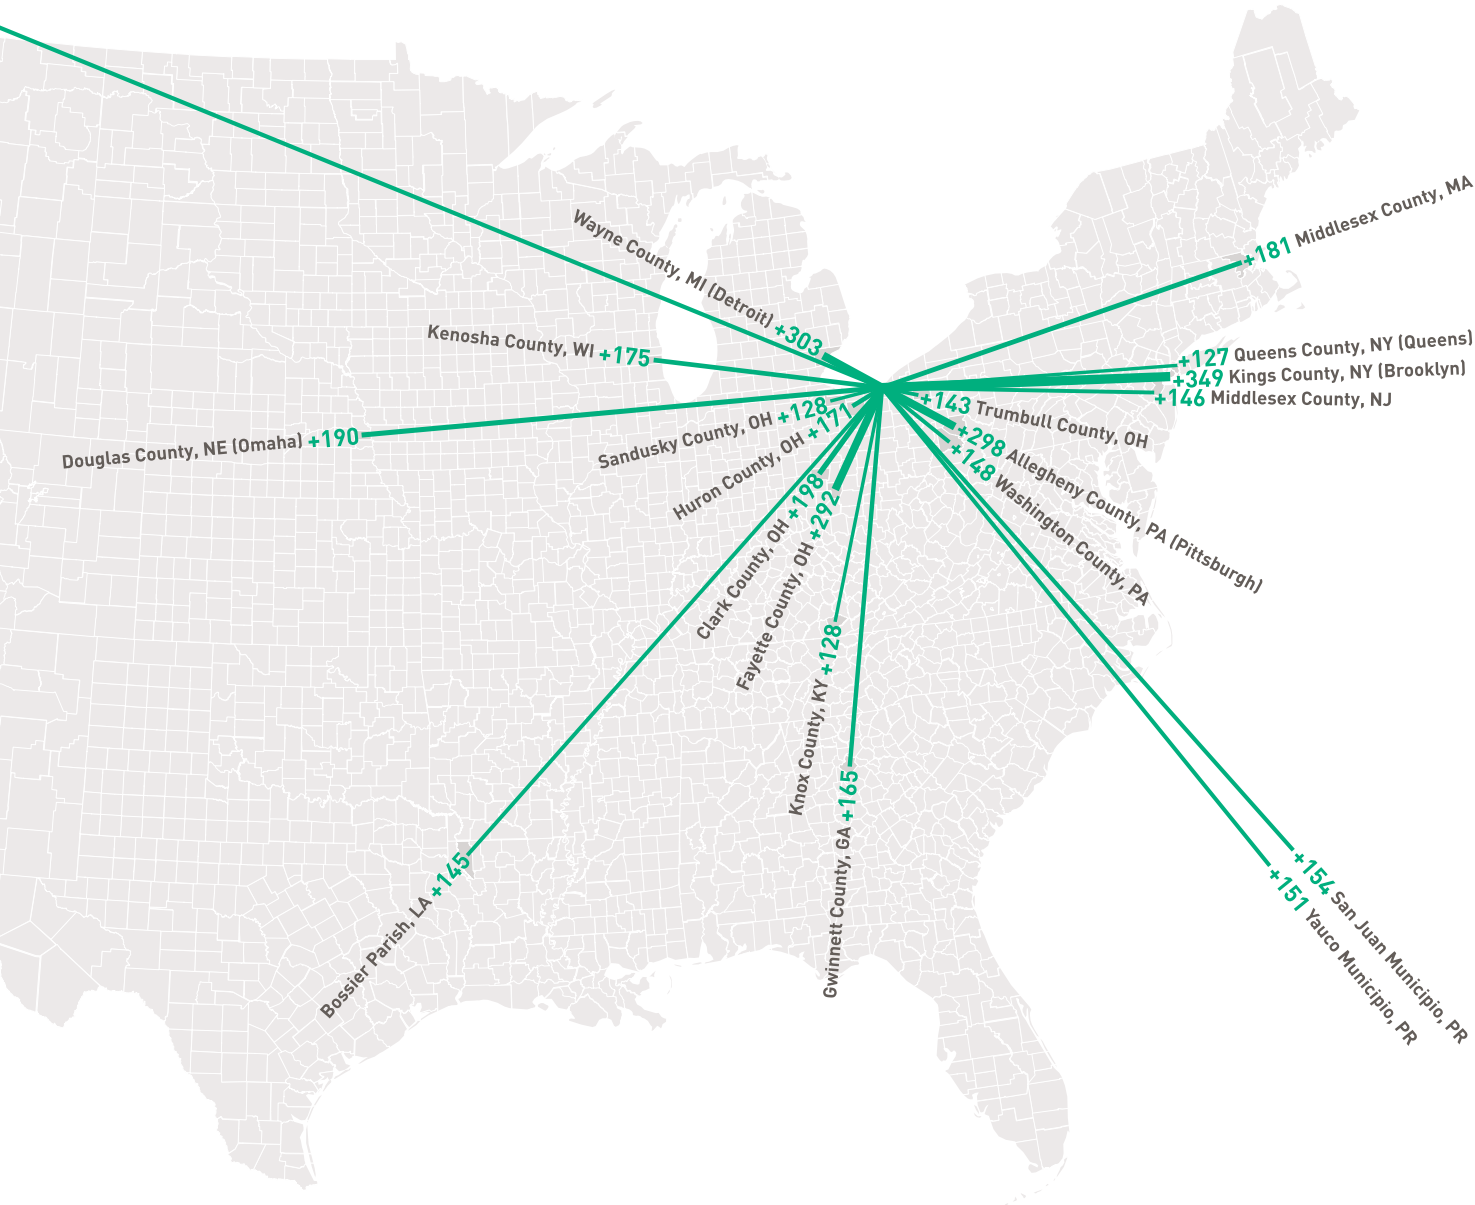 +181 Middlesex County, MA
Wayne County, MI (Detroit) +303
Kenosha County, WI +175
+127 Queens County, NY (Queens)
+349 Kings County, NY (Brooklyn)
+146 Middlesex County, NJ
+143 Trumbull County, OH
Sandusky County, OH +128
Douglas County, NE (Omaha) +190
Huron County, OH +171
+298 Allegheny County, PA (Pittsburgh)
+148 Washington County, PA
Clark County, OH +198
Fayette County, OH +292
Knox County, KY +128
Gwinnett County, GA +165
Bossier Parish, LA +145
+154 San Juan Municipio, PR
+151 Yauco Municipio, PR